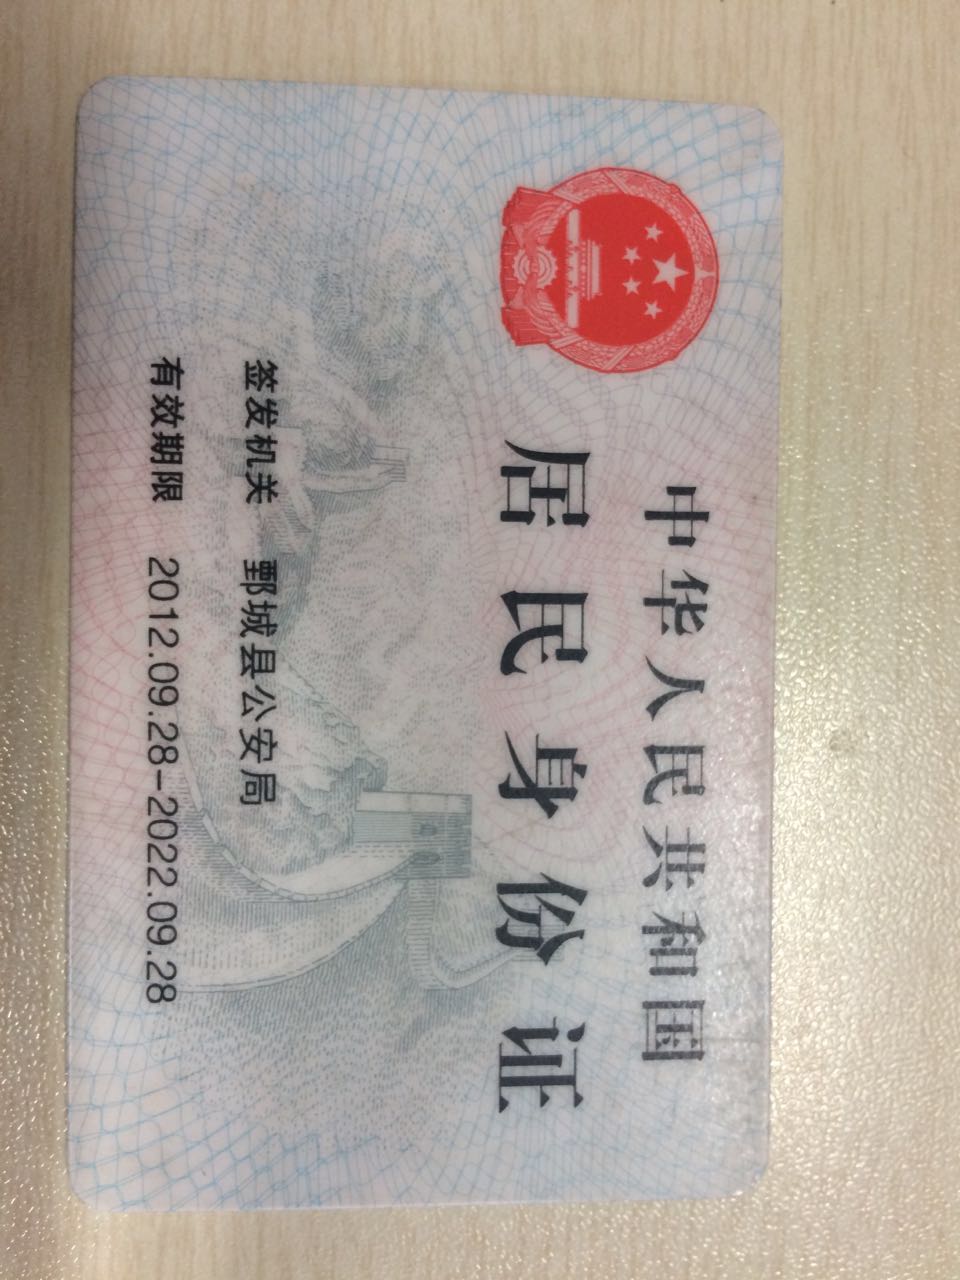 中华人民共和国
居民身份证
签发机关 鄄城县公安局
有效期限 2012.09.28-2022.09.28